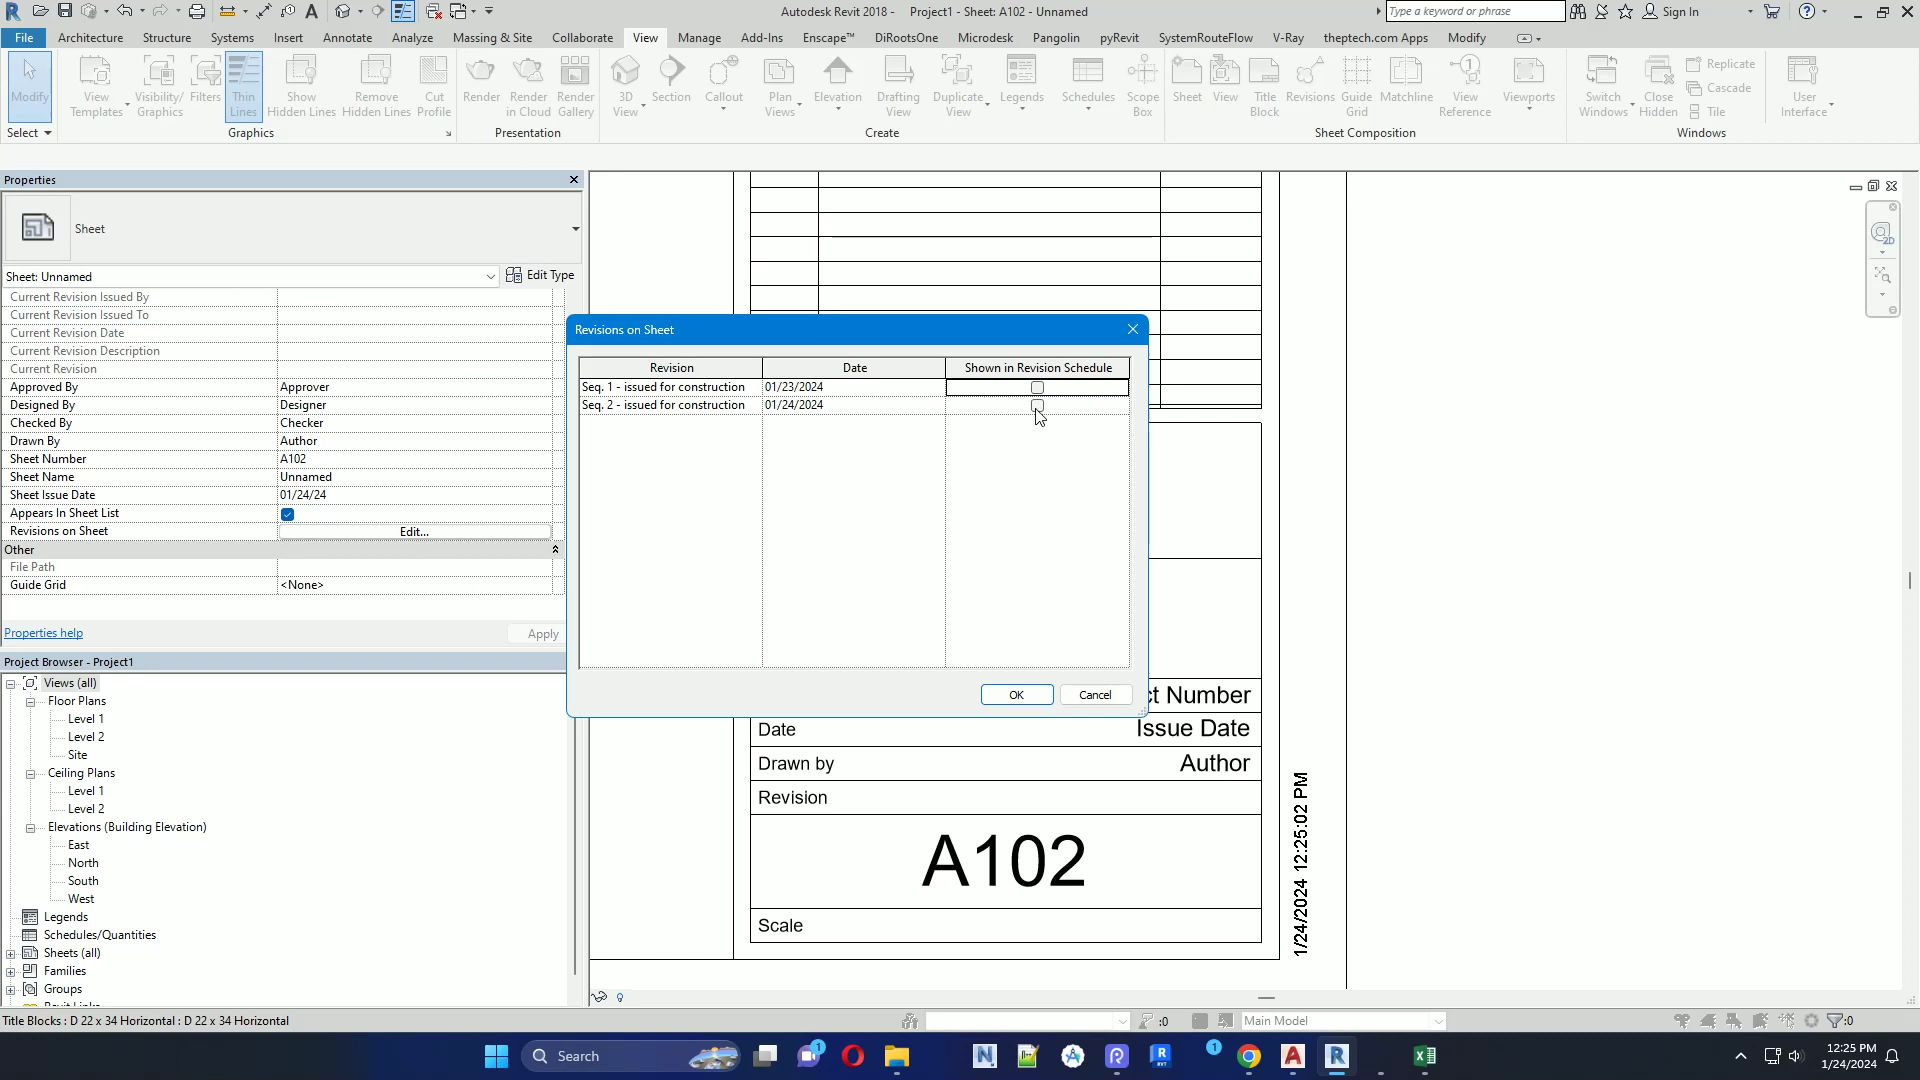 Autodesk Revit 2018 - Project1 - Sheet: A102 - Unnamed
Type a keyword or phrase
Sign In
File Architecture Structure Systems Insert Annotate Analyze Massing & Site Collaborate View Manage Add-Ins Enscape™ DiRootsOne Microdesk Pangolin pyRevit SystemRouteFlow V-Ray theptech.com Apps Modify
Modify
View Templates
Visibility/ Graphics
Filters
Thin Lines
Show Hidden Lines
Remove Hidden Lines
Cut Profile
Render
Render in Cloud
Render Gallery
3D View
Section
Callout
Plan Views
Elevation
Drafting View
Duplicate View
Legends
Schedules
Scope Box
Sheet
View
Title Block
Revisions
Guide Grid
Matchline
View Reference
Viewports
Switch Windows
Close Hidden
Replicate
Cascade
Tile
User Interface
Select
Graphics
Presentation
Create
Sheet Composition
Windows
Properties
Sheet
Sheet: Unnamed
Edit Type
Current Revision Issued By
Current Revision Issued To
Current Revision Date
Current Revision Description
Current Revision
Approved By Approver
Designed By Designer
Checked By Checker
Drawn By Author
Sheet Number A102
Sheet Name Unnamed
Sheet Issue Date 01/24/24
Appears In Sheet List
Revisions on Sheet Edit...
Other
File Path
Guide Grid <None>
Properties help
Apply
Project Browser - Project1
Views (all)
Floor Plans
Level 1
Level 2
Site
Ceiling Plans
Level 1
Level 2
Elevations (Building Elevation)
East
North
South
West
Legends
Schedules/Quantities
Sheets (all)
Families
Groups
Revit Links
Revisions on Sheet
Revision Date Shown in Revision Schedule
Seq. 1 - issued for construction 01/23/2024
Seq. 2 - issued for construction 01/24/2024
OK
Cancel
ct Number
Date Issue Date
Drawn by Author
Revision
A102
Scale
1/24/2024 12:25:02 PM
2D
Title Blocks : D 22 x 34 Horizontal : D 22 x 34 Horizontal
:0
Main Model
:0
Search
1
1
12:25 PM
1/24/2024